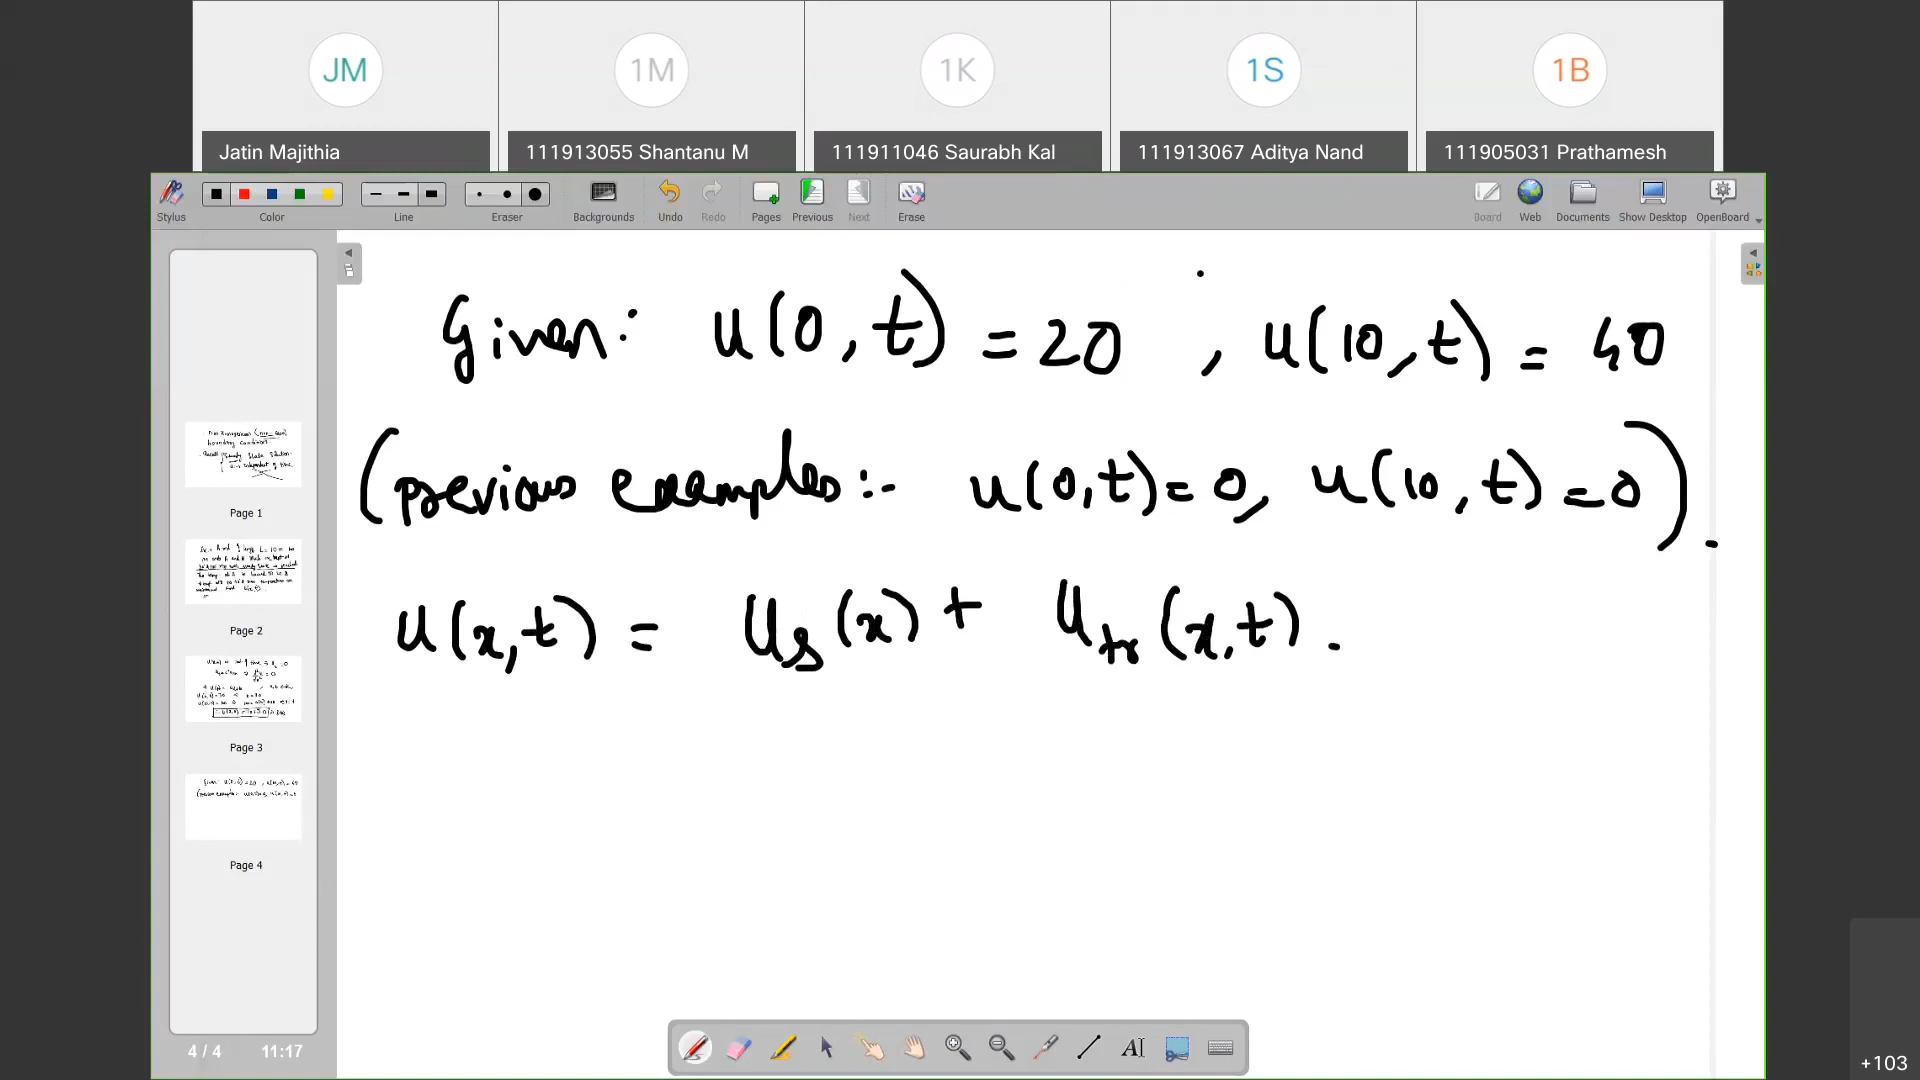 JM 1M 1K 1S 1B
Jatin Majithia 111913055 Shantanu M 111911046 Saurabh Kal 111913067 Aditya Nand 111905031 Prathamesh
Stylus Color Line Eraser Backgrounds Undo Redo Pages Previous Next Erase Board Web Documents Show Desktop OpenBoard
Given: u(0,t) = 20 , u(10,t) = 40
(previous examples:- u(0,t)=0, u(10,t)=0).
u(x,t) = u_s(x) + u_tr(x,t).
Page 1
Page 2
Page 3
Page 4
4 / 4 11:17
+103